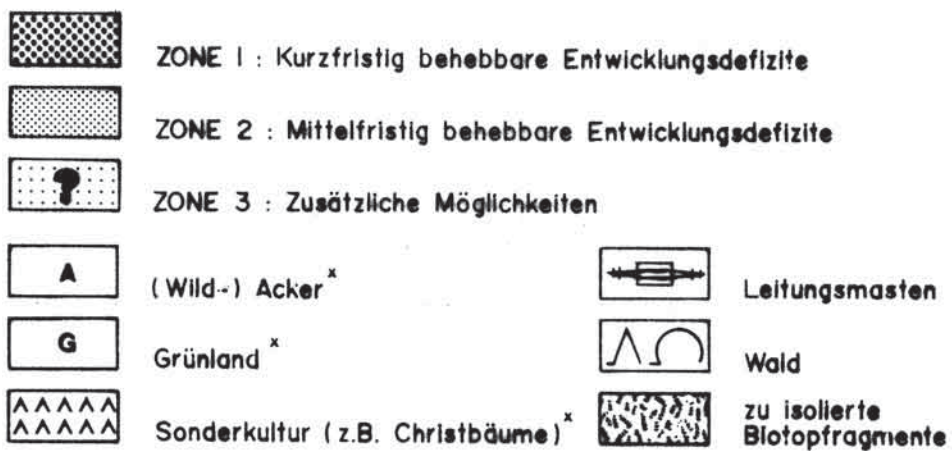 ZONE 1 : Kurzfristig behebbare Entwicklungsdefizite
ZONE 2 : Mittelfristig behebbare Entwicklungsdefizite
ZONE 3 : Zusätzliche Möglichkeiten
A (Wild-) Acker x
G Grünland x
Sonderkultur (z.B. Christbäume) x
Leitungsmasten
Wald
zu isolierte
Biotopfragmente